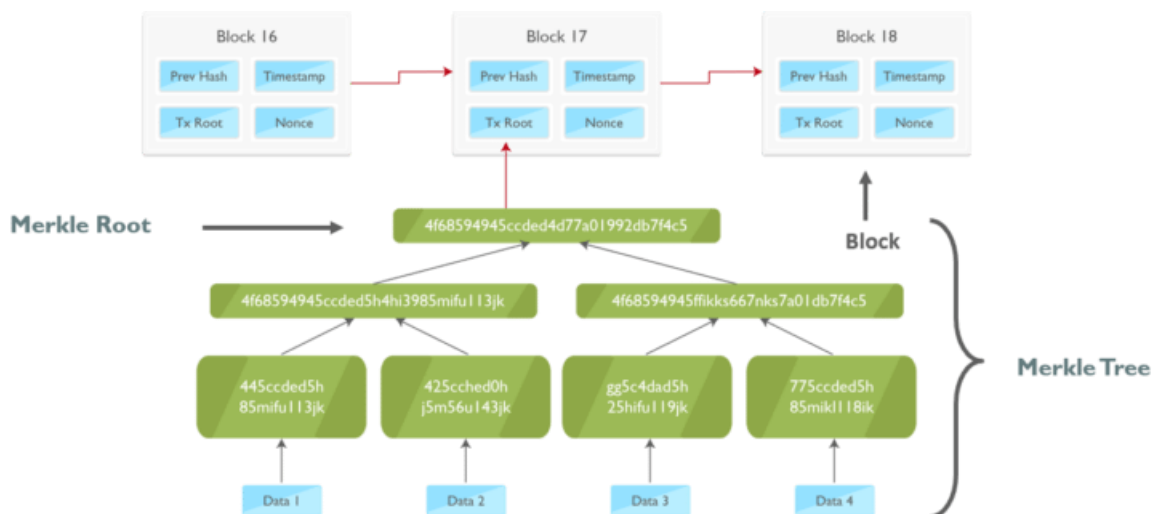 Block 16
Block 17
Block 18
Prev Hash
Timestamp
Prev Hash
Timestamp
Prev Hash
Timestamp
Tx Root
Nonce
Tx Root
Nonce
Tx Root
Nonce
Merkle Root
4f68594945ccded4d77a01992db7f4c5
Block
4f68594945ccded5h4hi3985mifu113jk
4f68594945ffikks667nks7a01db7f4c5
Merkle Tree
445ccded5h
85mifu113jk
425cched0h
j5m56u143jk
gg5c4dad5h
25hifu119jk
775ccded5h
85mikl118ik
Data 1
Data 2
Data 3
Data 4